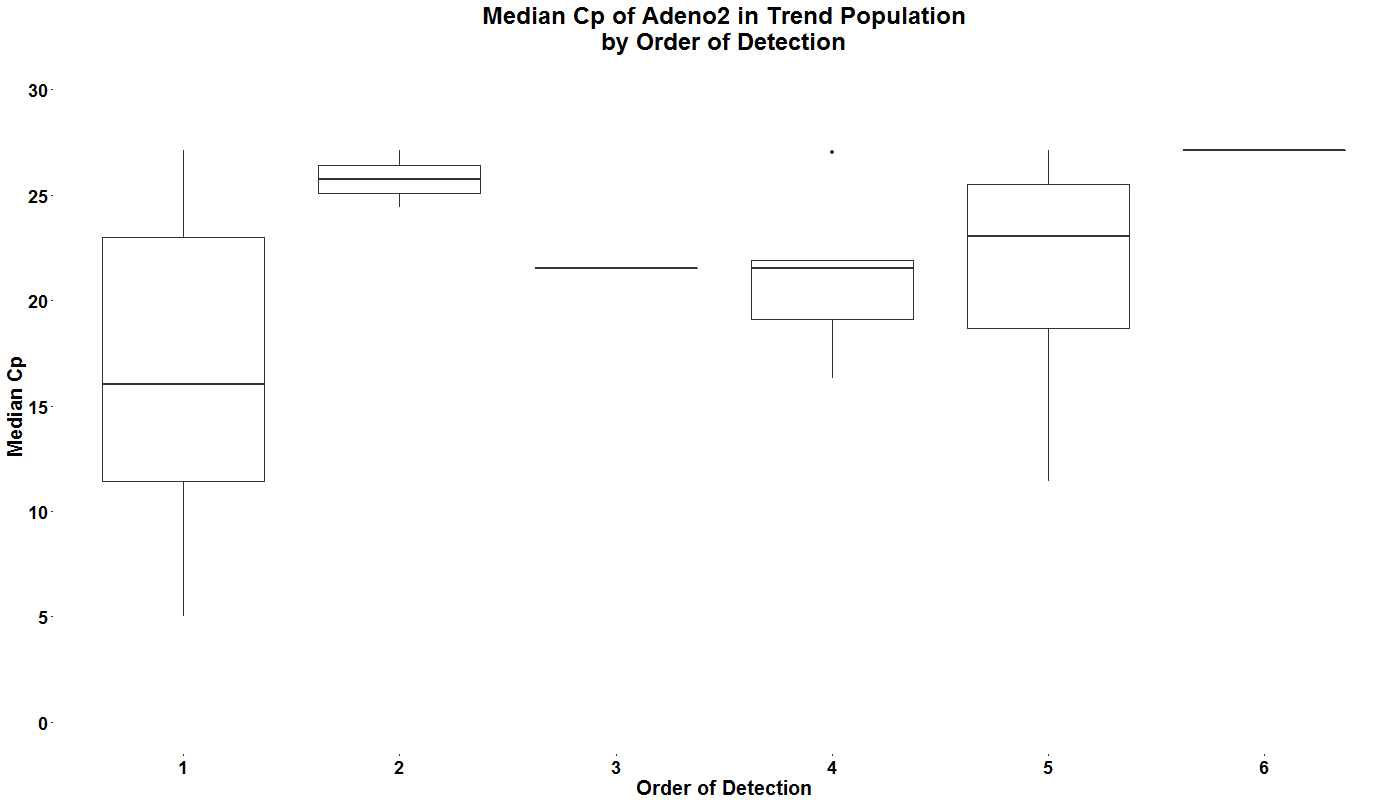 Median Cp of Adeno2 in Trend Population
by Order of Detection
30
25
20
15
10
5
0
Median Cp
1 2 3 4 5 6
Order of Detection